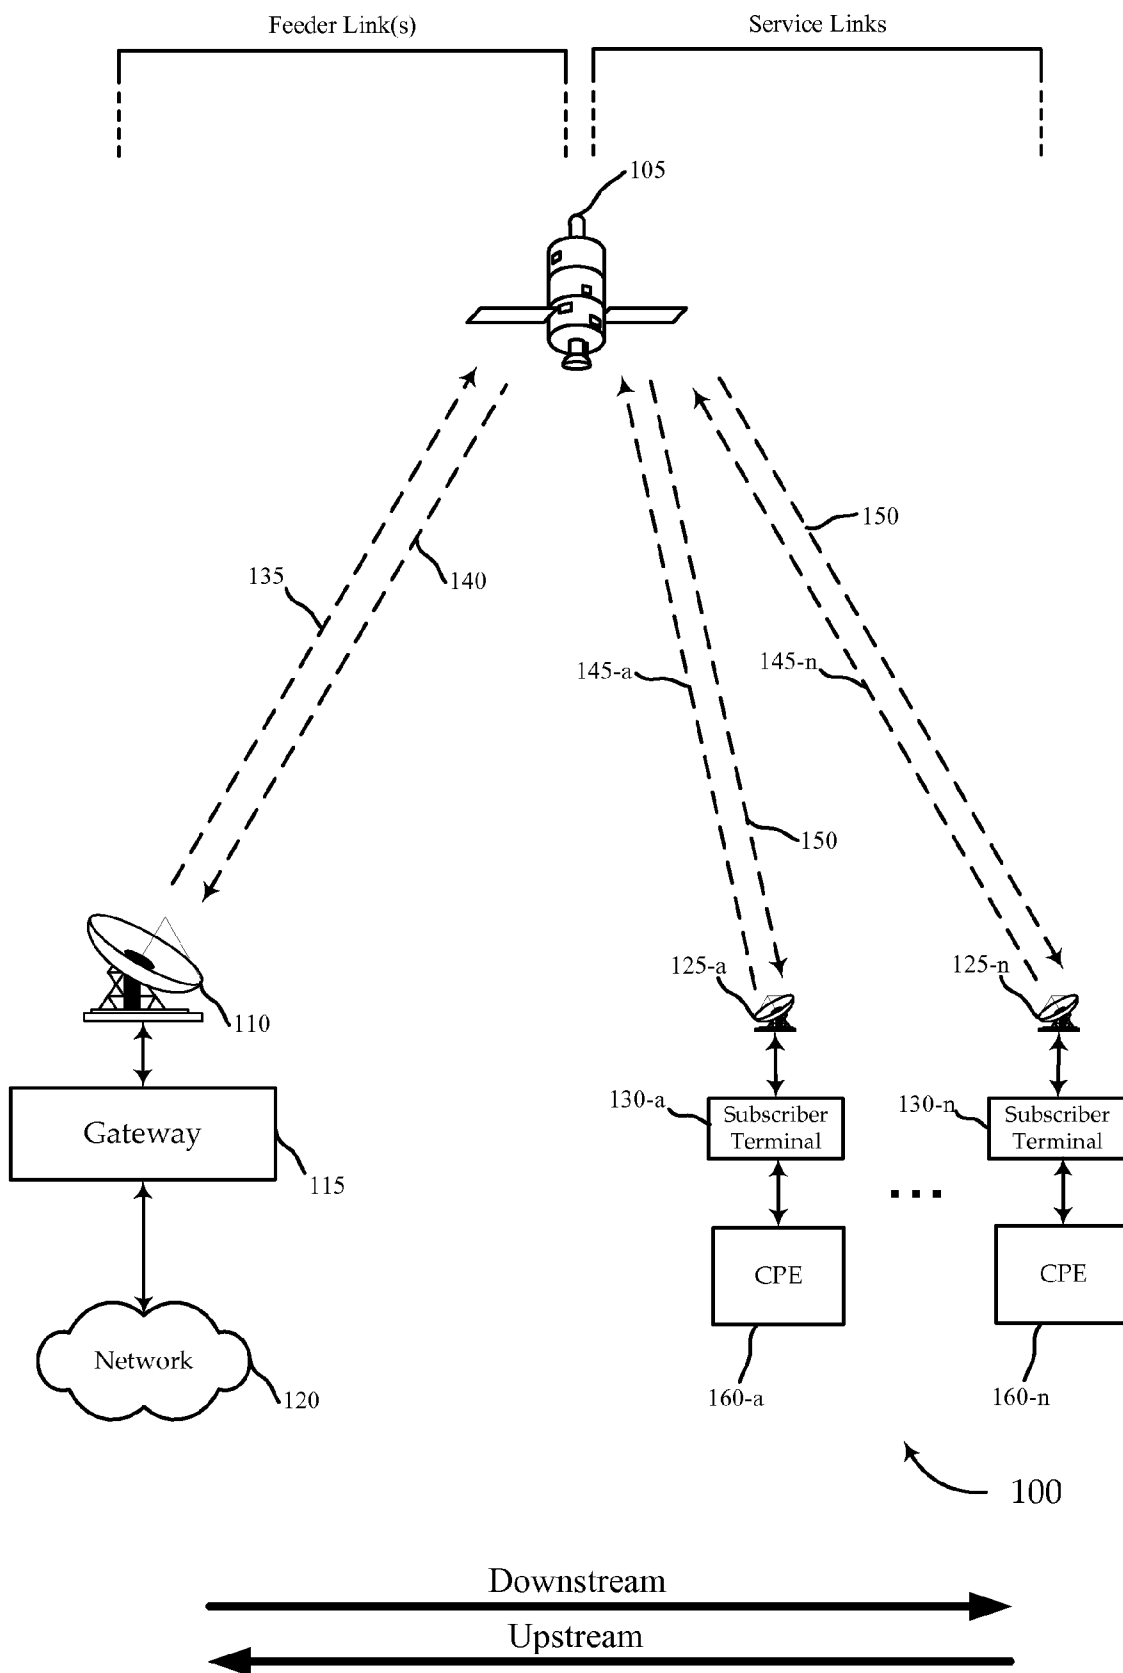 Feeder Link(s)
Service Links
105
150
135
140
145-a
145-n
150
125-a
125-n
110
130-a
Subscriber
Terminal
130-n
Subscriber
Terminal
Gateway
115
...
CPE
CPE
Network
120
160-a
160-n
100
Downstream
Upstream